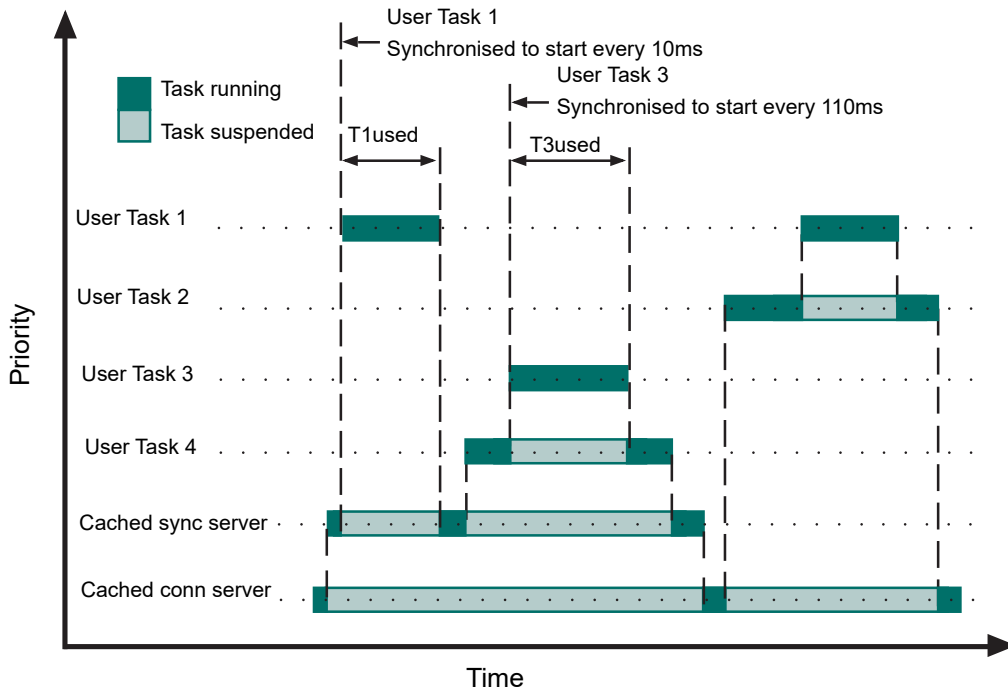 User Task 1
Synchronised to start every 10ms
User Task 3
Synchronised to start every 110ms
Task running
Task suspended
T1used
T3used
User Task 1
User Task 2
User Task 3
User Task 4
Cached sync server
Cached conn server
Priority
Time